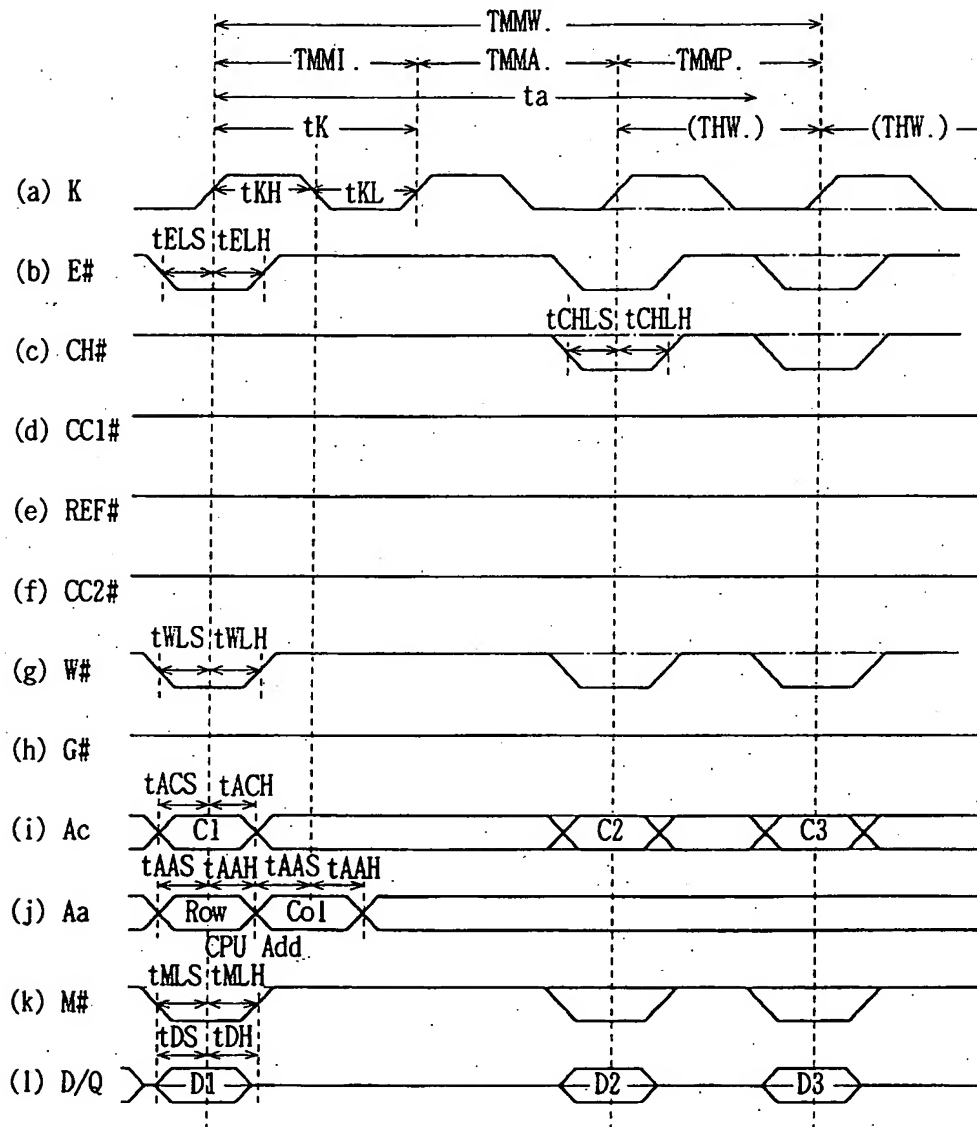 TMMW.
TMMI. TMMA. TMMP.
ta
tK (THW.) (THW.)
(a) K tKH tKL
tELS tELH
(b) E#
tCHLS tCHLH
(c) CH#
(d) CC1#
(e) REF#
(f) CC2#
tWLS tWLH
(g) W#
(h) G#
tACS tACH
(i) Ac C1 C2 C3
tAAS tAAH tAAS tAAH
(j) Aa Row Col
CPU Add
tMLS tMLH
(k) M#
tDS tDH
(l) D/Q D1 D2 D3